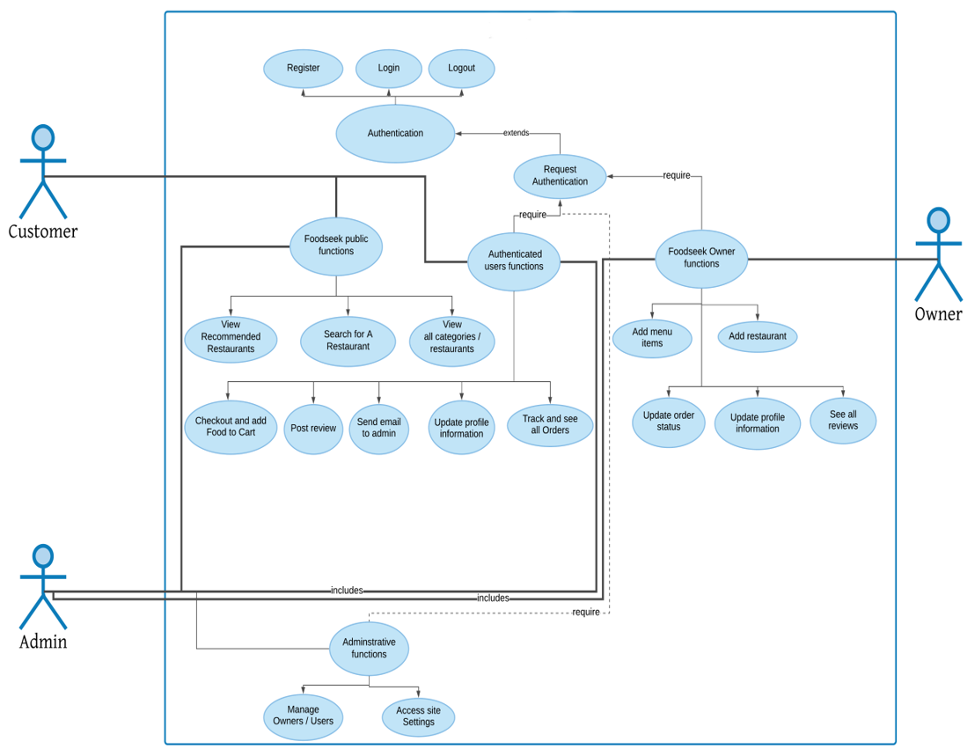 Register
Login
Logout
Authentication
extends
Request
Authentication
require
require
Customer
Foodseek public
functions
Authenticated
users functions
Foodseek Owner
functions
Owner
View
Recommended
Restaurants
Search for A
Restaurant
View
all categories /
restaurants
Add menu
items
Add restaurant
Checkout and add
Food to Cart
Post review
Send email
to admin
Update profile
information
Track and see
all Orders
Update order
status
Update profile
information
See all
reviews
includes
includes
require
Admin
Adminstrative
functions
Manage
Owners / Users
Access site
Settings